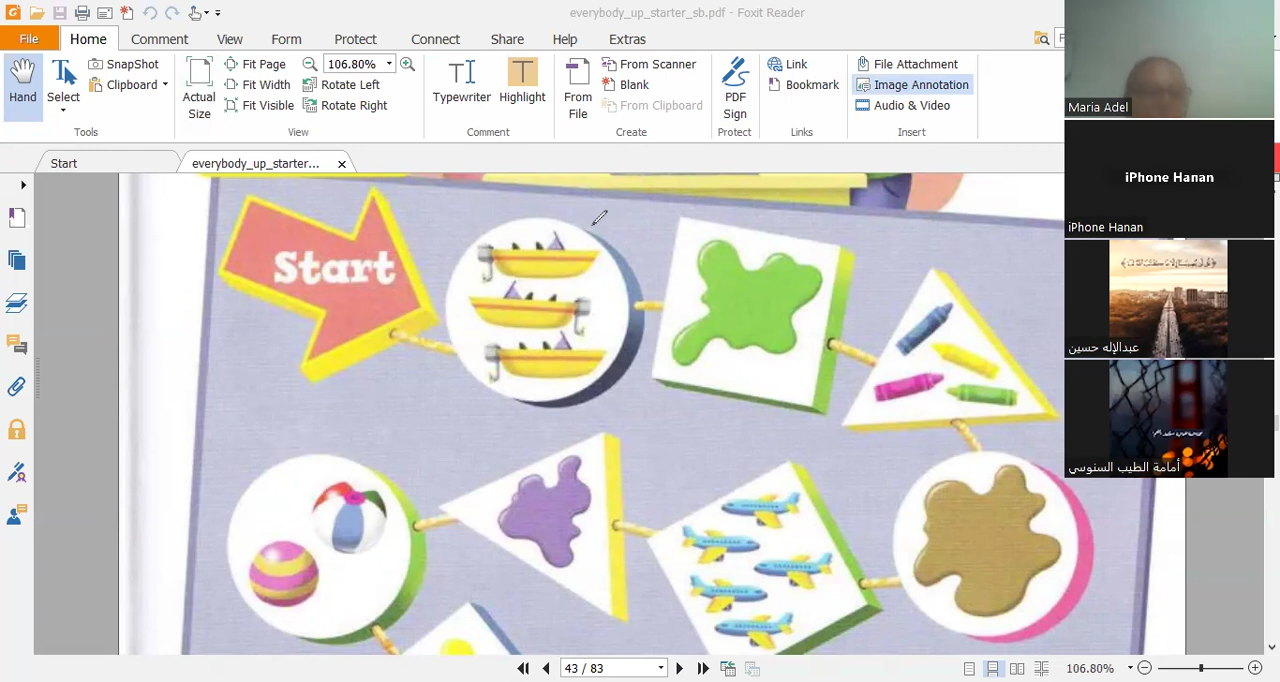 everybody_up_starter_sb.pdf - Foxit Reader
File
Home
Comment
View
Form
Protect
Connect
Share
Help
Extras
Hand
Select
SnapShot
Clipboard
Tools
Actual
Size
Fit Page
Fit Width
Fit Visible
106.80%
Rotate Left
Rotate Right
View
Typewriter
Highlight
Comment
From
File
From Scanner
Blank
From Clipboard
Create
PDF
Sign
Protect
Link
Bookmark
Links
File Attachment
Image Annotation
Audio & Video
Insert
Start
everybody_up_starter...
Start
Maria Adel
iPhone Hanan
iPhone Hanan
عبدالإله حسين
أمامة الطيب السنوسي
43 / 83
106.80%